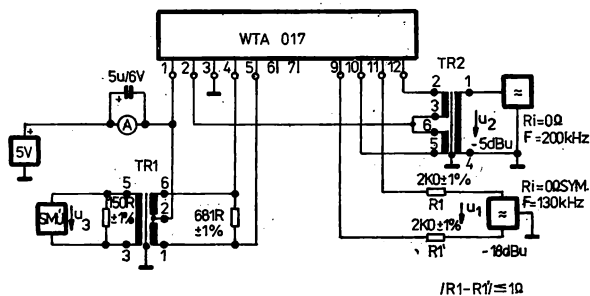 WTA 017
1 2 3 4 5 6 7 9 10 11 12
5u/6V
+
A
+
5V
TR1
5 6
SMÚ
u3
150R
±1%
2
681R
±1%
3 1
TR2
2 1
3
6
u2
5
-5dBu
4
≈
Ri=0Ω
F=200kHz
2K0±1%
R1
u1
2K0±1%
R1'
≈
Ri=0ΩSYM.
F=130kHz
-18dBu
/R1-R1'/≤1Ω